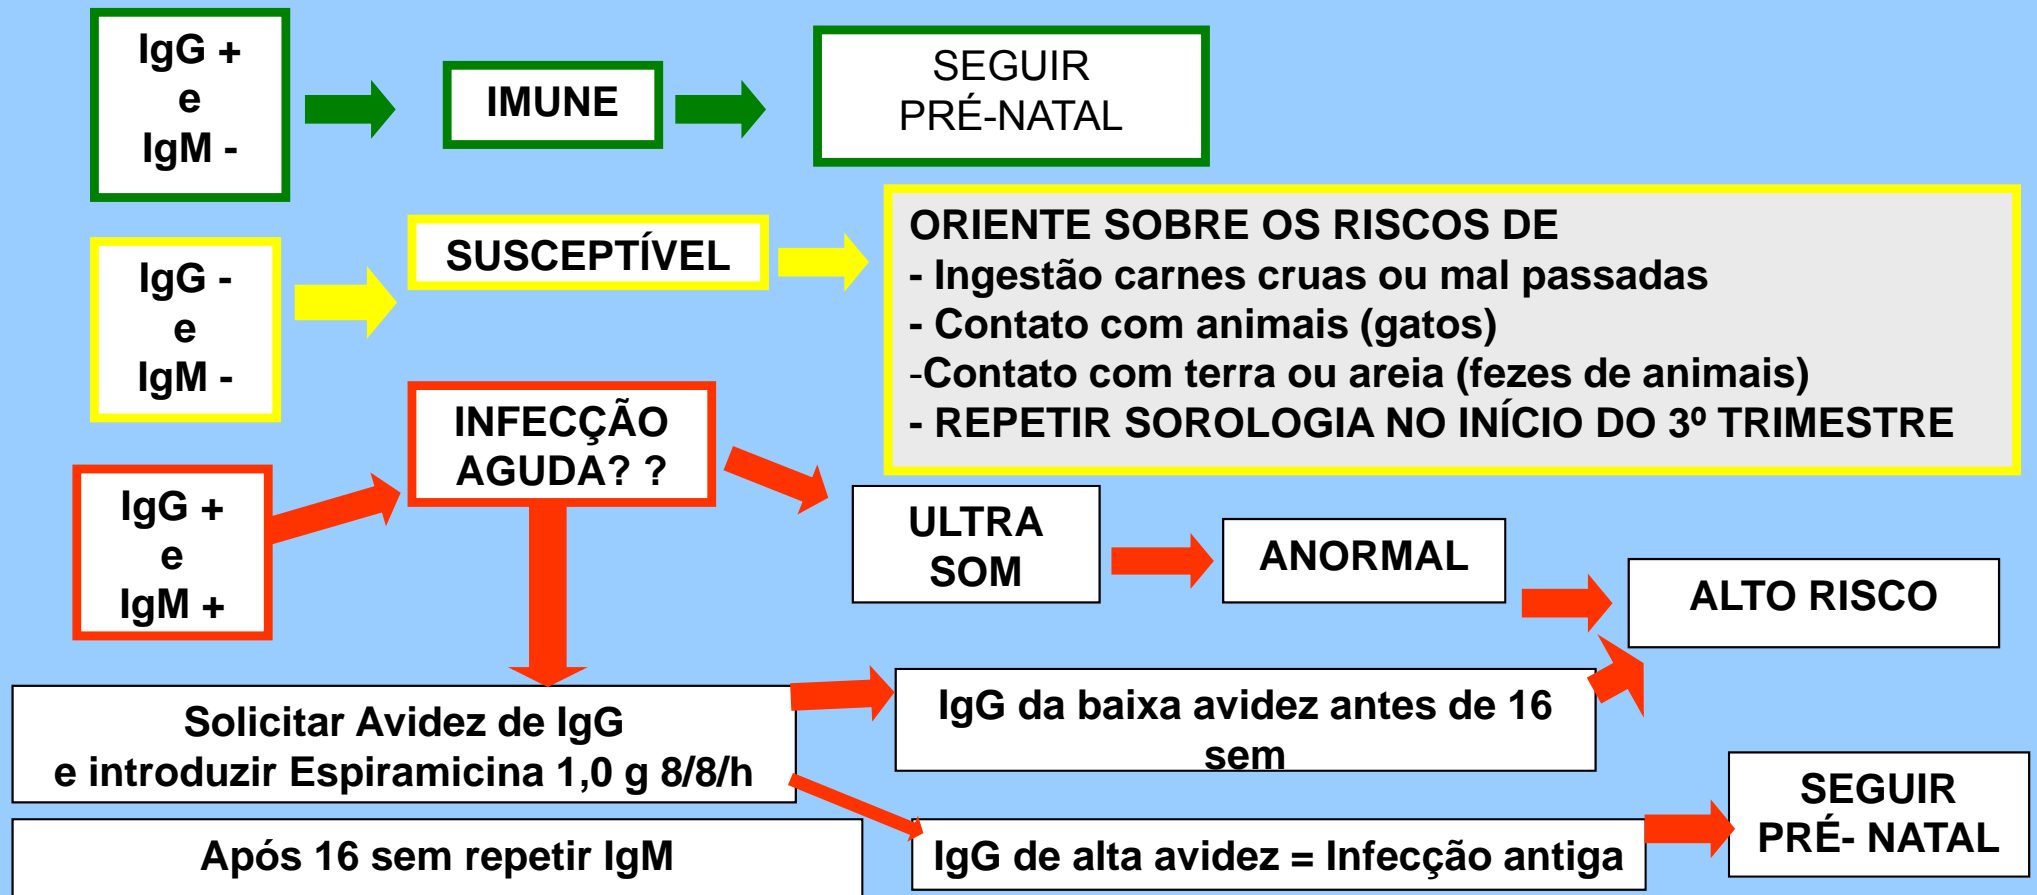 IgG +
e
IgM -
IMUNE
SEGUIR
PRÉ-NATAL
IgG -
e
IgM -
SUSCEPTÍVEL
ORIENTE SOBRE OS RISCOS DE
- Ingestão carnes cruas ou mal passadas
- Contato com animais (gatos)
-Contato com terra ou areia (fezes de animais)
- REPETIR SOROLOGIA NO INÍCIO DO 3º TRIMESTRE
IgG +
e
IgM +
INFECÇÃO
AGUDA? ?
ULTRA
SOM
ANORMAL
ALTO RISCO
Solicitar Avidez de IgG
e introduzir Espiramicina 1,0 g 8/8/h
IgG da baixa avidez antes de 16
sem
Após 16 sem repetir IgM
IgG de alta avidez = Infecção antiga
SEGUIR
PRÉ- NATAL